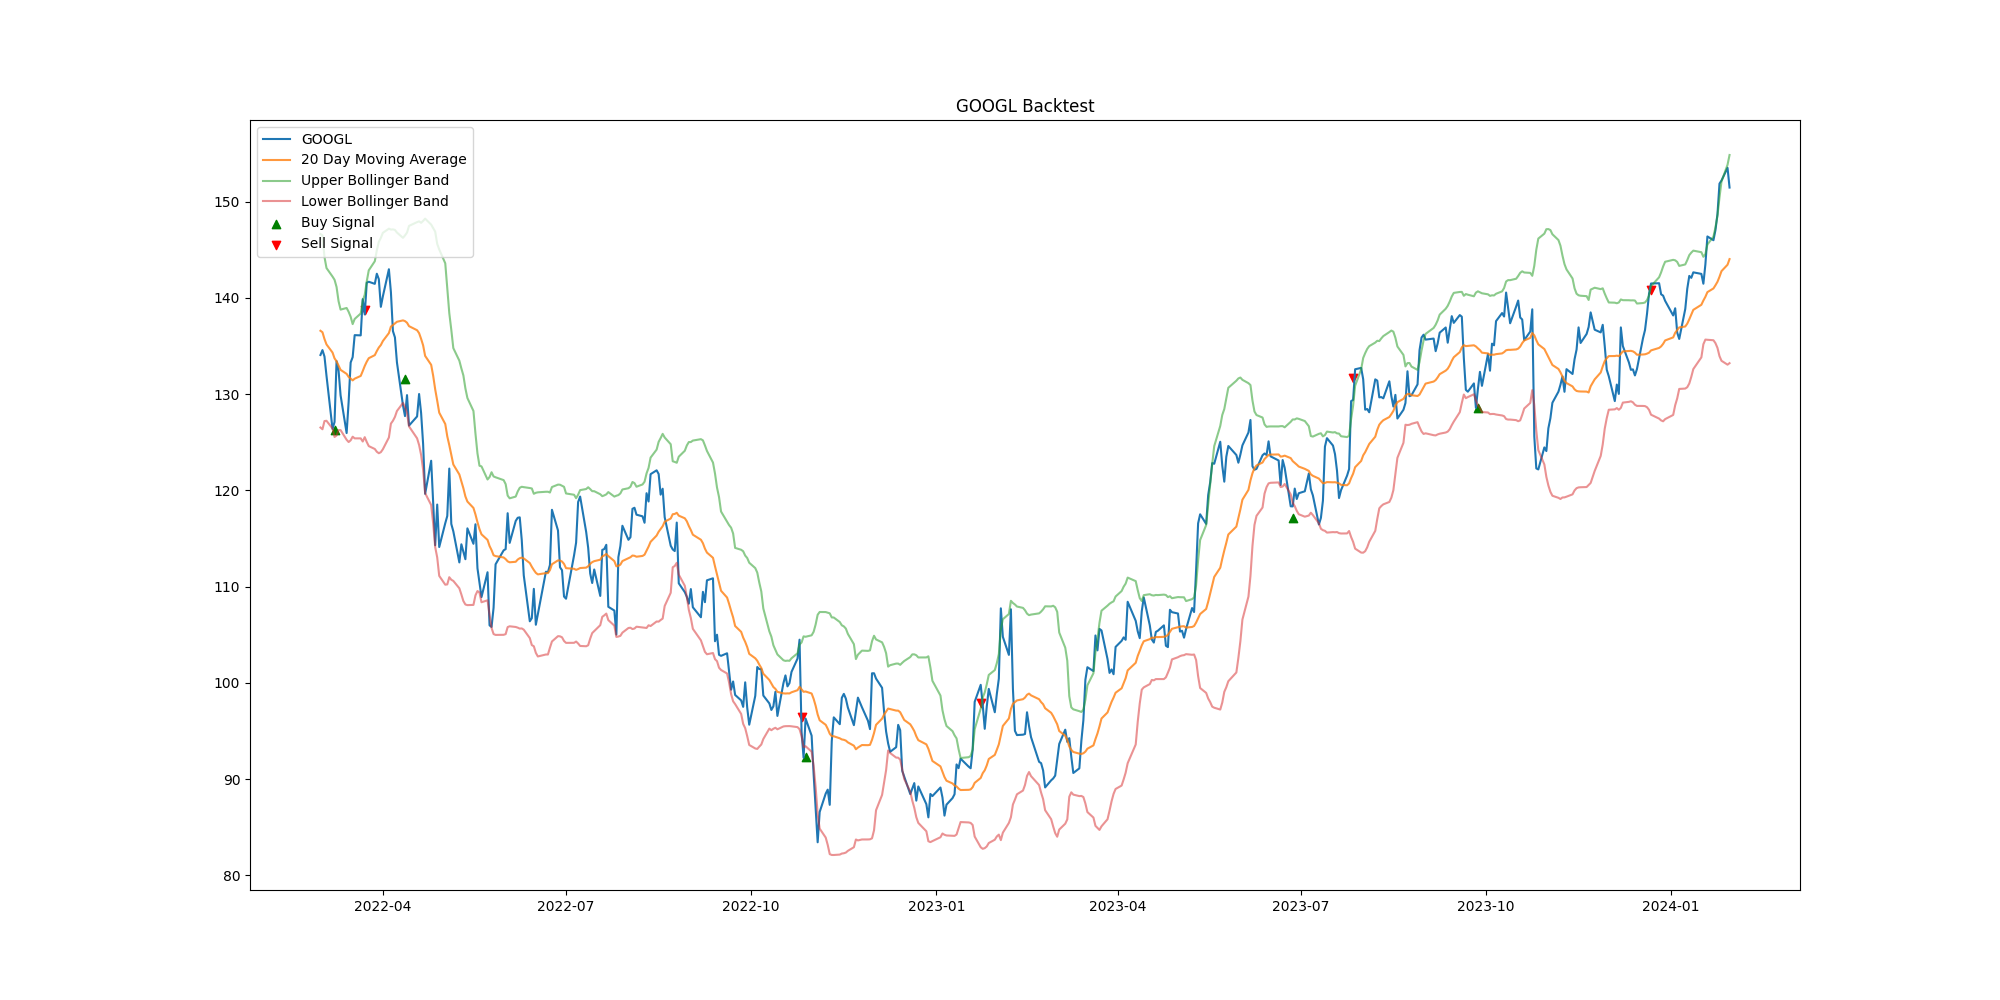 GOOGL Backtest
GOOGL
20 Day Moving Average
Upper Bollinger Band
Lower Bollinger Band
Buy Signal
Sell Signal
150
140
130
120
110
100
90
80
2022-04 2022-07 2022-10 2023-01 2023-04 2023-07 2023-10 2024-01